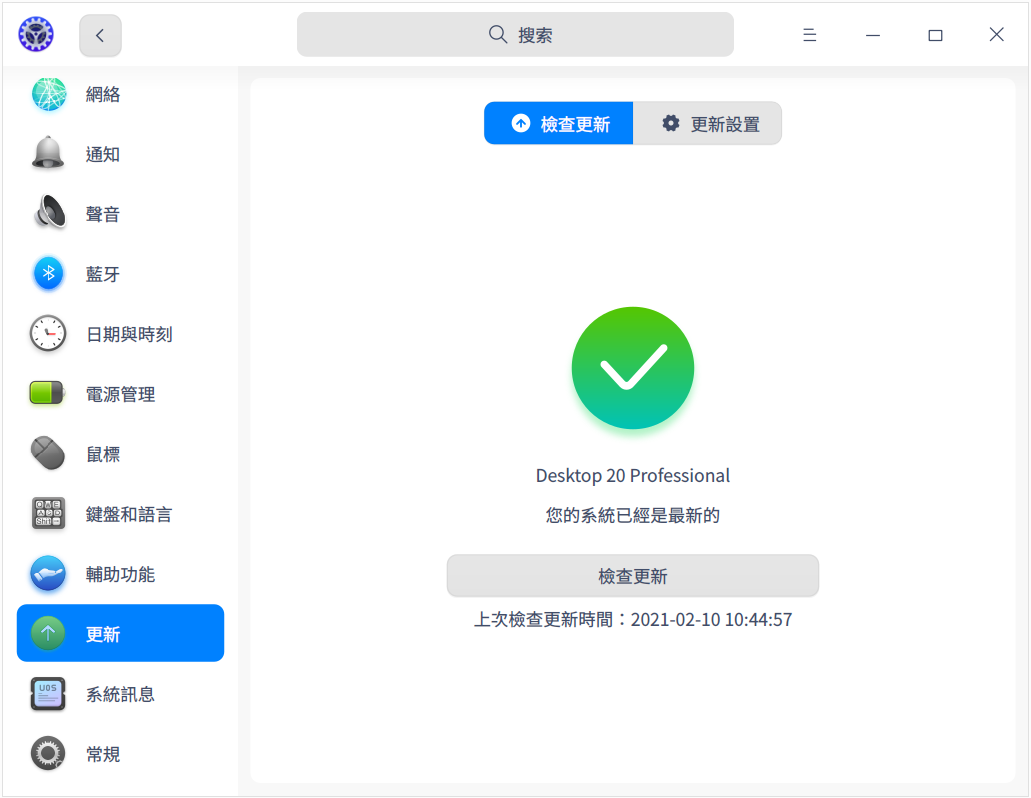 搜索
網絡
通知
聲音
藍牙
日期與時刻
電源管理
鼠標
鍵盤和語言
輔助功能
更新
UOS
系統訊息
常規
檢查更新
更新設置
Desktop 20 Professional
您的系統已經是最新的
檢查更新
上次檢查更新時間：2021-02-10 10:44:57